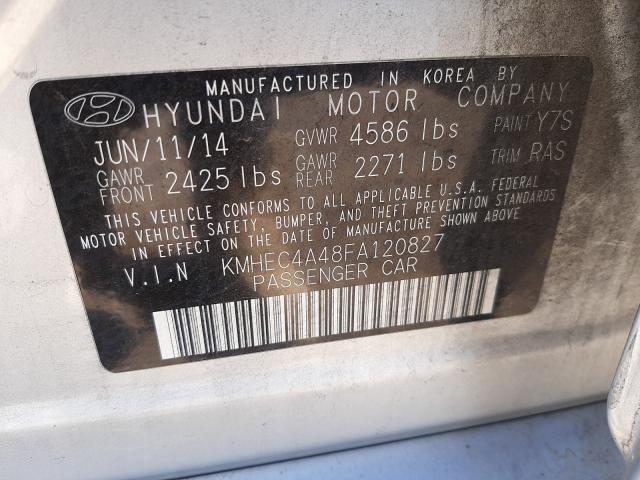 MANUFACTURED IN KOREA BY
HYUNDAI MOTOR COMPANY
JUN/11/14 GVWR 4586 lbs PAINT Y7S
GAWR FRONT 2425 lbs GAWR REAR 2271 lbs TRIM RAS
THIS VEHICLE CONFORMS TO ALL APPLICABLE U.S.A. FEDERAL
MOTOR VEHICLE SAFETY, BUMPER, AND THEFT PREVENTION STANDARDS
IN EFFECT ON THE DATE OF MANUFACTURE SHOWN ABOVE
V.I.N KMHEC4A48FA120827
PASSENGER CAR